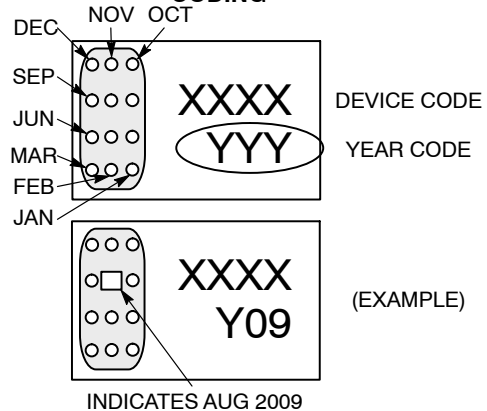 NOV OCT
DEC
SEP
XXXX DEVICE CODE
JUN
YYY YEAR CODE
MAR
FEB
JAN
XXXX
(EXAMPLE)
Y09
INDICATES AUG 2009